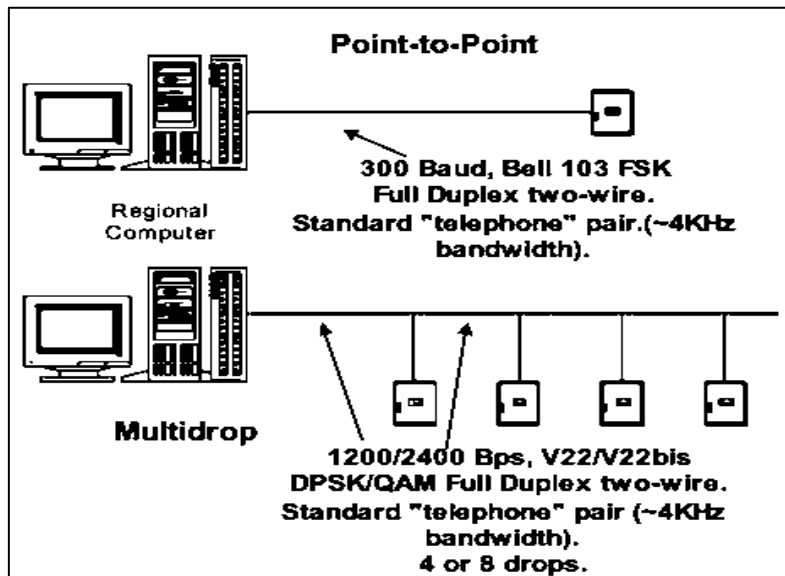 Point-to-Point
300 Baud, Bell 103 FSK
Full Duplex two-wire.
Standard "telephone" pair.(~4KHz
bandwidth).
Regional
Computer
Multidrop
1200/2400 Bps, V22/V22bis
DPSK/QAM Full Duplex two-wire.
Standard "telephone" pair (~4KHz
bandwidth).
4 or 8 drops.